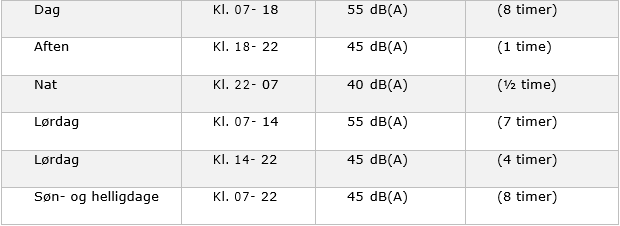 Dag Kl. 07- 18 55 dB(A) (8 timer)
Aften Kl. 18- 22 45 dB(A) (1 time)
Nat Kl. 22- 07 40 dB(A) (½ time)
Lørdag Kl. 07- 14 55 dB(A) (7 timer)
Lørdag Kl. 14- 22 45 dB(A) (4 timer)
Søn- og helligdage Kl. 07- 22 45 dB(A) (8 timer)